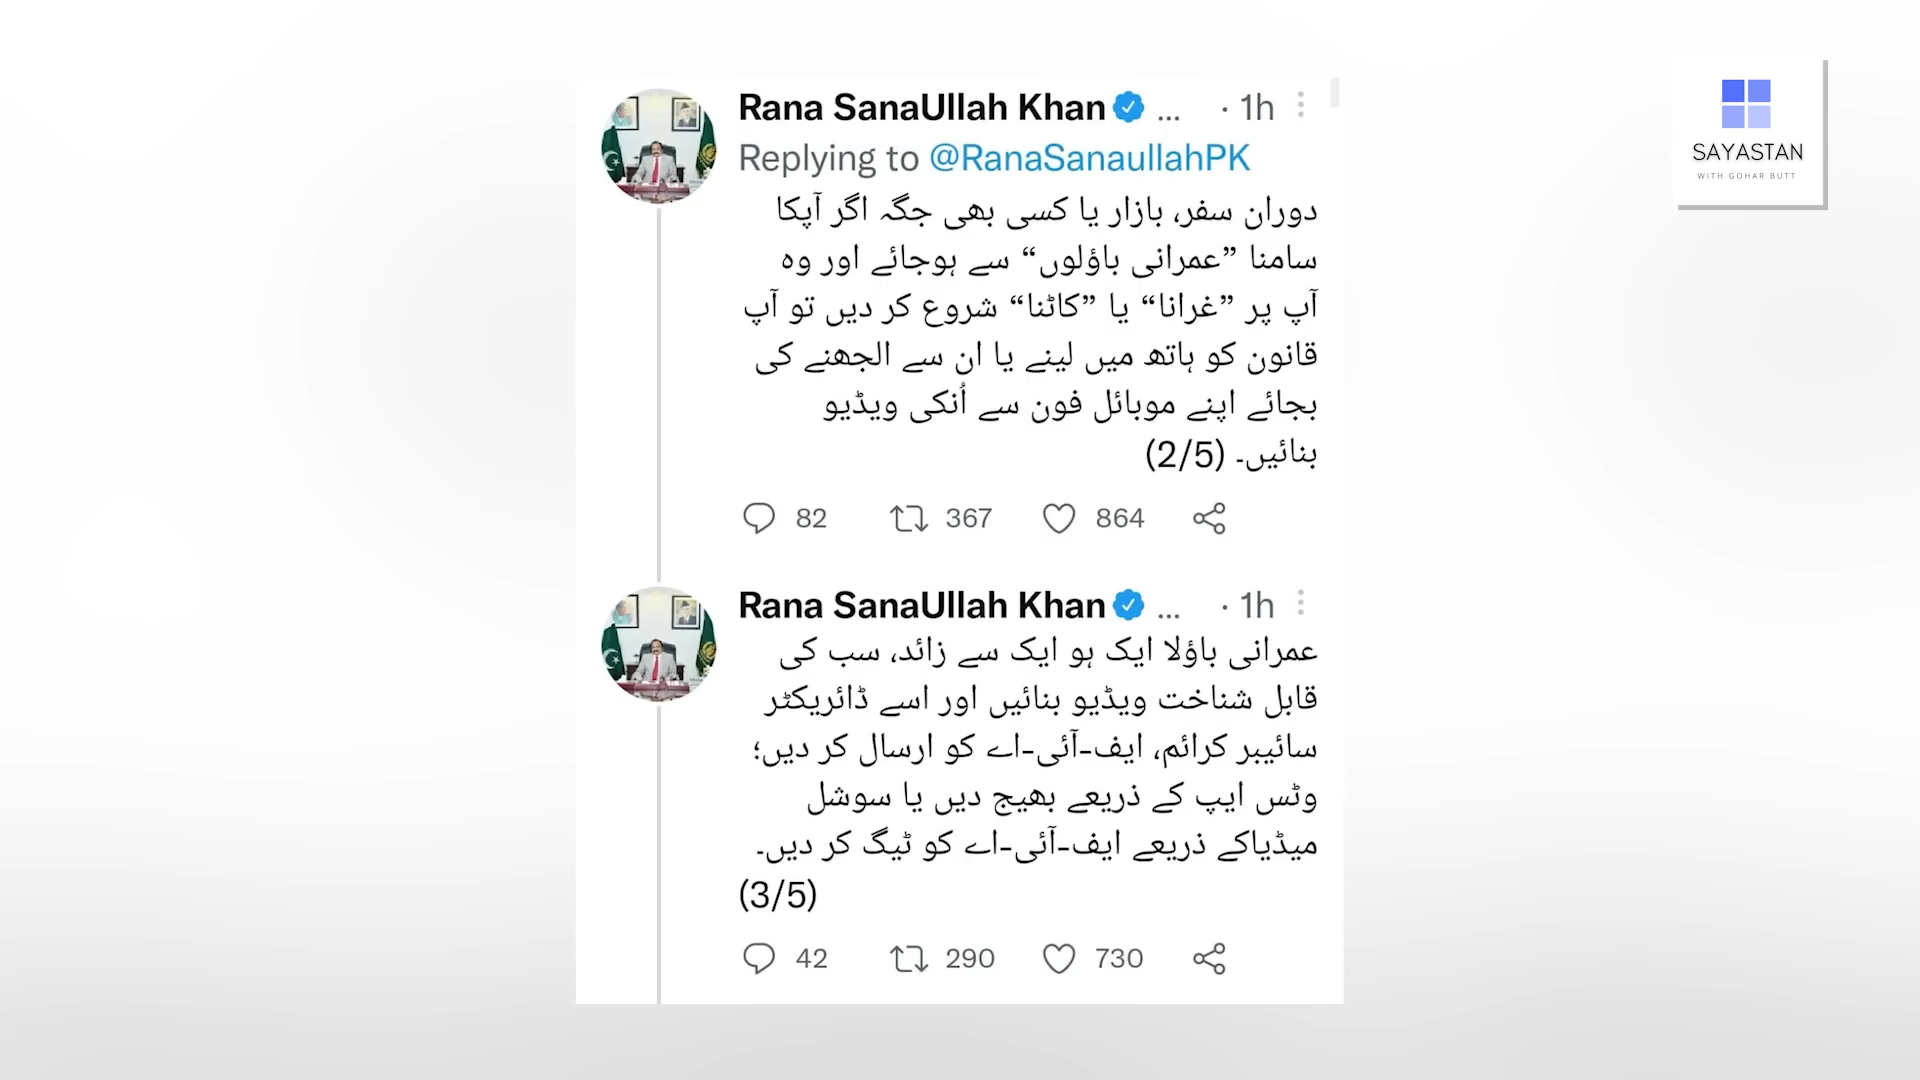 Rana SanaUllah Khan ... · 1h
Replying to @RanaSanaullahPK
دوران سفر، بازار یا کسی بھی جگہ اگر آپکا
سامنا ”عمرانی باؤلوں“ سے ہوجائے اور وہ
آپ پر ”غرانا“ یا ”کاٹنا“ شروع کر دیں تو آپ
قانون کو ہاتھ میں لینے یا ان سے الجھنے کی
بجائے اپنے موبائل فون سے اُنکی ویڈیو
بنائیں۔ (2/5)
82 367 864
Rana SanaUllah Khan ... · 1h
عمرانی باؤلا ایک ہو ایک سے زائد، سب کی
قابل شناخت ویڈیو بنائیں اور اسے ڈائریکٹر
سائیبر کرائم، ایف-آئی-اے کو ارسال کر دیں؛
وٹس ایپ کے ذریعے بھیج دیں یا سوشل
میڈیاکے ذریعے ایف-آئی-اے کو ٹیگ کر دیں۔
(3/5)
42 290 730
SAYASTAN
WITH GOHAR BUTT